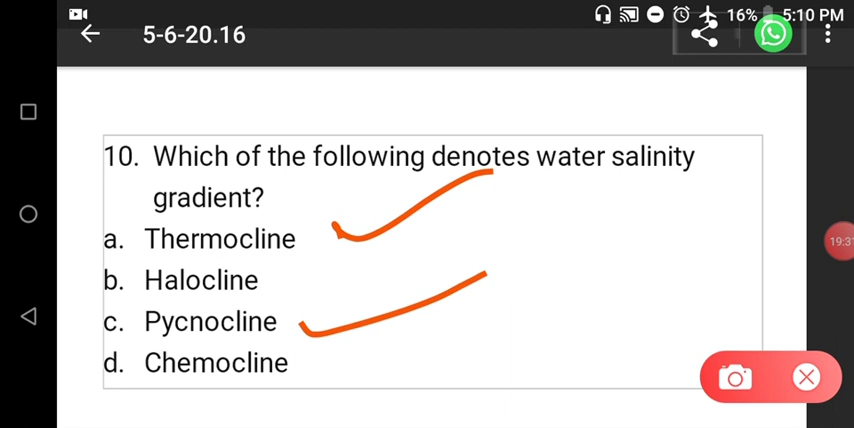 16% 5:10 PM
5-6-20.16
10. Which of the following denotes water salinity
gradient?
a. Thermocline
b. Halocline
c. Pycnocline
d. Chemocline
19:31